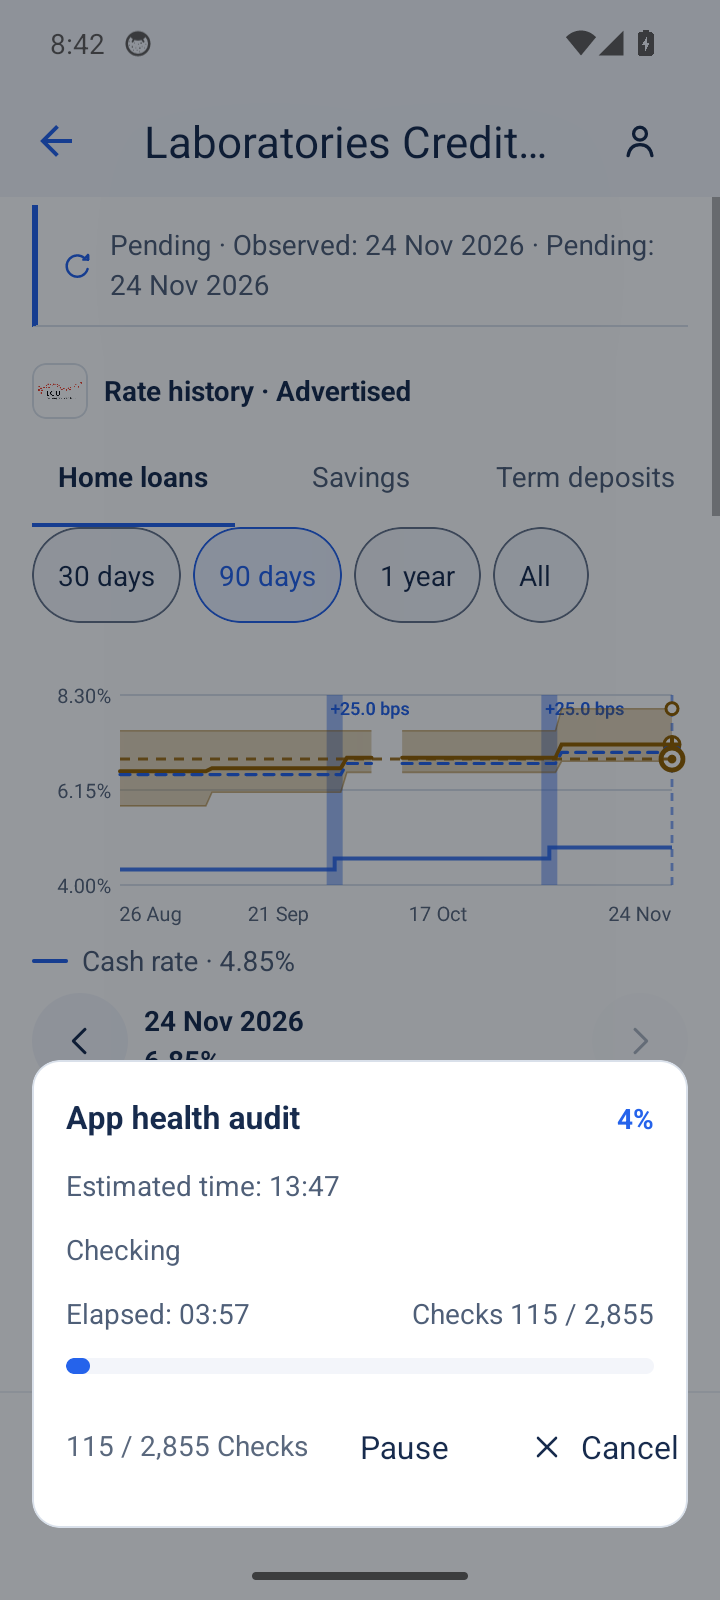 8:42
Laboratories Credit…
Pending · Observed: 24 Nov 2026 · Pending:
24 Nov 2026
Rate history · Advertised
Home loans
Savings
Term deposits
30 days
90 days
1 year
All
8.30%
+25.0 bps
+25.0 bps
6.15%
4.00%
26 Aug
21 Sep
17 Oct
24 Nov
Cash rate · 4.85%
24 Nov 2026
6.85%
App health audit
4%
Estimated time: 13:47
Checking
Elapsed: 03:57
Checks 115 / 2,855
115 / 2,855 Checks
Pause
Cancel